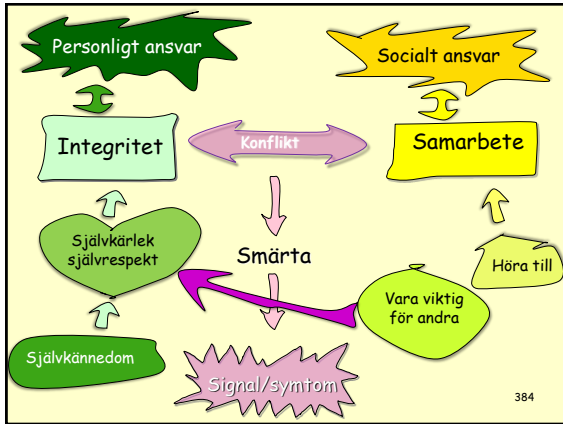 Personligt ansvar
Socialt ansvar
Integritet
Konflikt
Samarbete
Självkärlek
självrespekt
Smärta
Höra till
Vara viktig
för andra
Självkännedom
Signal/symtom
384